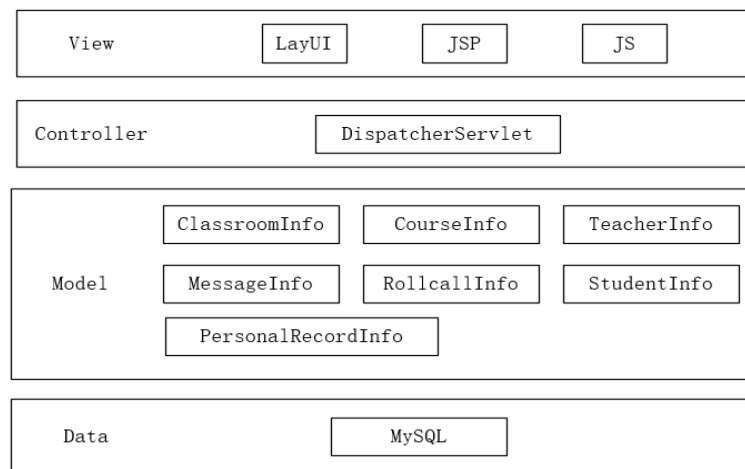 View LayUI JSP JS
Controller DispatcherServlet
ClassroomInfo CourseInfo TeacherInfo
Model MessageInfo RollcallInfo StudentInfo
PersonalRecordInfo
Data MySQL